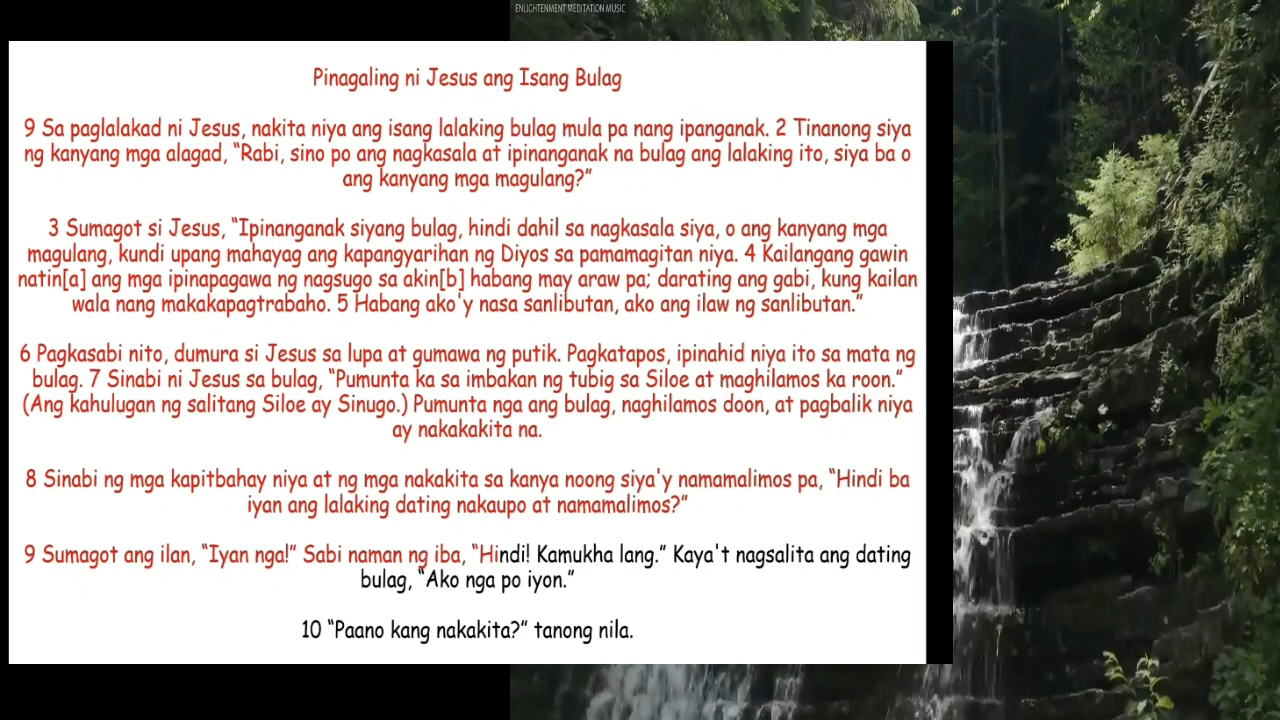 ENLIGHTENMENT MEDITATION MUSIC
Pinagaling ni Jesus ang Isang Bulag
9 Sa paglalakad ni Jesus, nakita niya ang isang lalaking bulag mula pa nang ipanganak. 2 Tinanong siya
ng kanyang mga alagad, “Rabi, sino po ang nagkasala at ipinanganak na bulag ang lalaking ito, siya ba o
ang kanyang mga magulang?”
3 Sumagot si Jesus, “Ipinanganak siyang bulag, hindi dahil sa nagkasala siya, o ang kanyang mga
magulang, kundi upang mahayag ang kapangyarihan ng Diyos sa pamamagitan niya. 4 Kailangang gawin
natin[a] ang mga ipinapagawa ng nagsugo sa akin[b] habang may araw pa; darating ang gabi, kung kailan
wala nang makakapagtrabaho. 5 Habang ako'y nasa sanlibutan, ako ang ilaw ng sanlibutan.”
6 Pagkasabi nito, dumura si Jesus sa lupa at gumawa ng putik. Pagkatapos, ipinahid niya ito sa mata ng
bulag. 7 Sinabi ni Jesus sa bulag, “Pumunta ka sa imbakan ng tubig sa Siloe at maghilamos ka roon.”
(Ang kahulugan ng salitang Siloe ay Sinugo.) Pumunta nga ang bulag, naghilamos doon, at pagbalik niya
ay nakakakita na.
8 Sinabi ng mga kapitbahay niya at ng mga nakakita sa kanya noong siya'y namamalimos pa, “Hindi ba
iyan ang lalaking dating nakaupo at namamalimos?”
9 Sumagot ang ilan, “Iyan nga!” Sabi naman ng iba, “Hindi! Kamukha lang.” Kaya't nagsalita ang dating
bulag, “Ako nga po iyon.”
10 “Paano kang nakakita?” tanong nila.